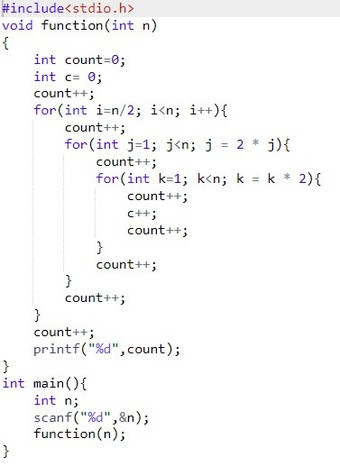 #include<stdio.h>
void function(int n)
{
    int count=0;
    int c= 0;
    count++;
    for(int i=n/2; i<n; i++){
        count++;
        for(int j=1; j<n; j = 2 * j){
            count++;
            for(int k=1; k<n; k = k * 2){
                count++;
                c++;
                count++;
            }
            count++;
        }
        count++;
    }
    count++;
    printf("%d",count);
}
int main(){
    int n;
    scanf("%d",&n);
    function(n);
}